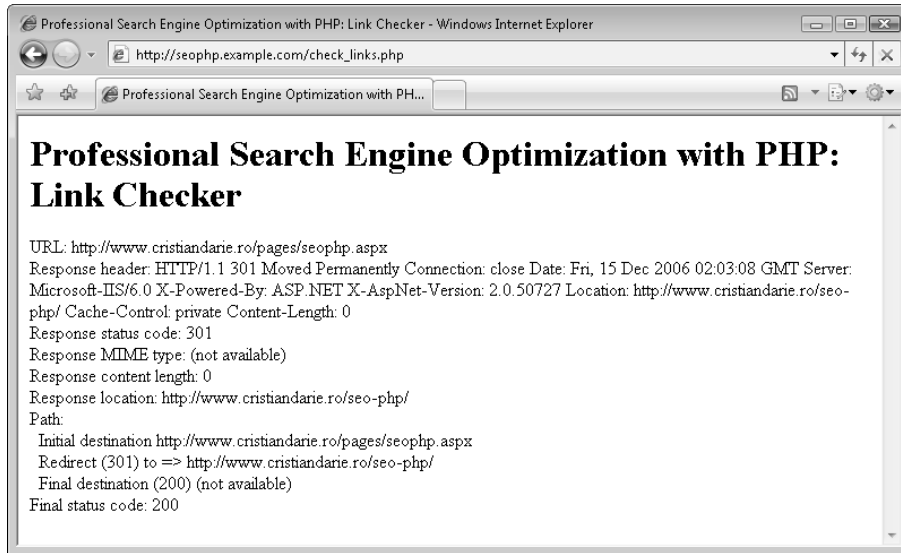 Professional Search Engine Optimization with PHP: Link Checker - Windows Internet Explorer
http://seophp.example.com/check_links.php
Professional Search Engine Optimization with PH...
Professional Search Engine Optimization with PHP:
Link Checker
URL: http://www.cristiandarie.ro/pages/seophp.aspx
Response header: HTTP/1.1 301 Moved Permanently Connection: close Date: Fri, 15 Dec 2006 02:03:08 GMT Server:
Microsoft-IIS/6.0 X-Powered-By: ASP.NET X-AspNet-Version: 2.0.50727 Location: http://www.cristiandarie.ro/seo-
php/ Cache-Control: private Content-Length: 0
Response status code: 301
Response MIME type: (not available)
Response content length: 0
Response location: http://www.cristiandarie.ro/seo-php/
Path:
Initial destination http://www.cristiandarie.ro/pages/seophp.aspx
Redirect (301) to => http://www.cristiandarie.ro/seo-php/
Final destination (200) (not available)
Final status code: 200